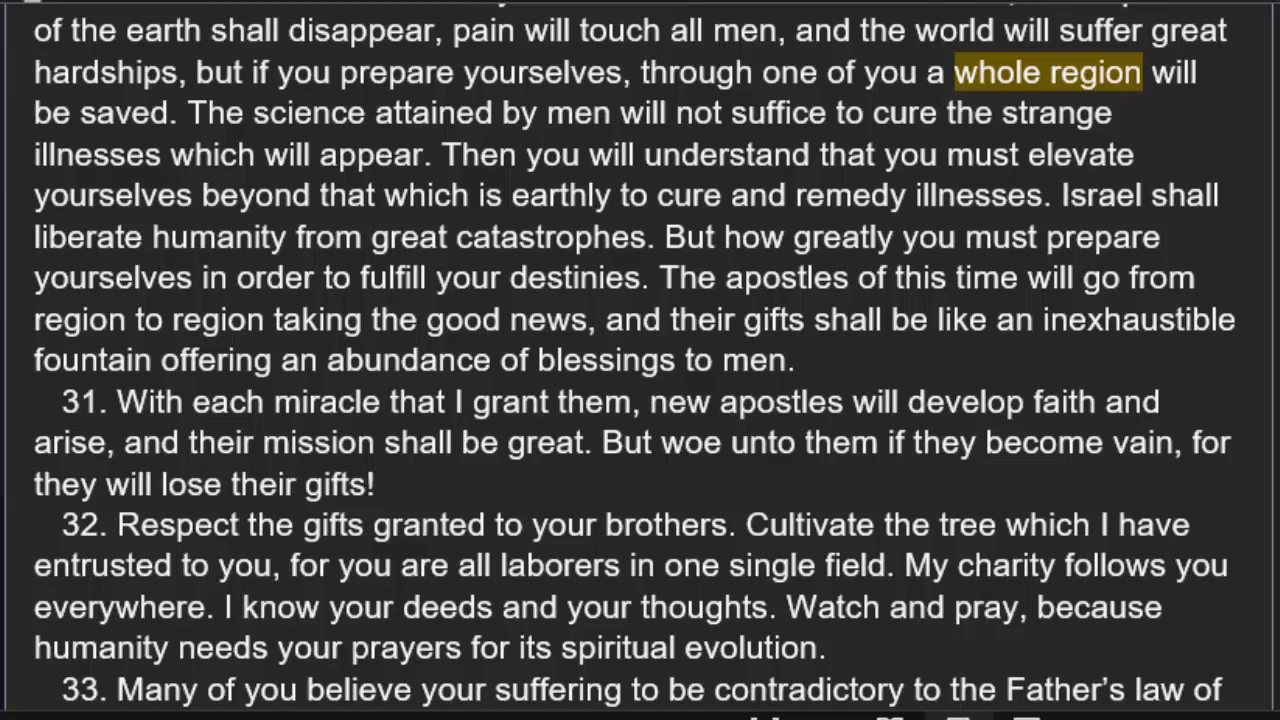 of the earth shall disappear, pain will touch all men, and the world will suffer great
hardships, but if you prepare yourselves, through one of you a whole region will
be saved. The science attained by men will not suffice to cure the strange
illnesses which will appear. Then you will understand that you must elevate
yourselves beyond that which is earthly to cure and remedy illnesses. Israel shall
liberate humanity from great catastrophes. But how greatly you must prepare
yourselves in order to fulfill your destinies. The apostles of this time will go from
region to region taking the good news, and their gifts shall be like an inexhaustible
fountain offering an abundance of blessings to men.
31. With each miracle that I grant them, new apostles will develop faith and
arise, and their mission shall be great. But woe unto them if they become vain, for
they will lose their gifts!
32. Respect the gifts granted to your brothers. Cultivate the tree which I have
entrusted to you, for you are all laborers in one single field. My charity follows you
everywhere. I know your deeds and your thoughts. Watch and pray, because
humanity needs your prayers for its spiritual evolution.
33. Many of you believe your suffering to be contradictory to the Father’s law of